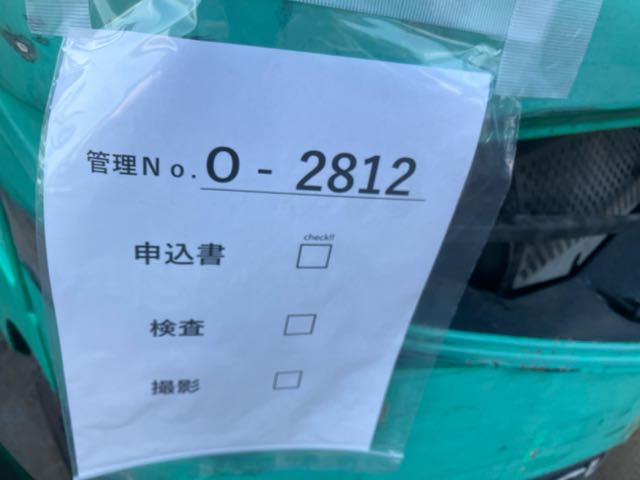 管理No. O - 2812
check!!
申込書 □
検査 □
撮影 □